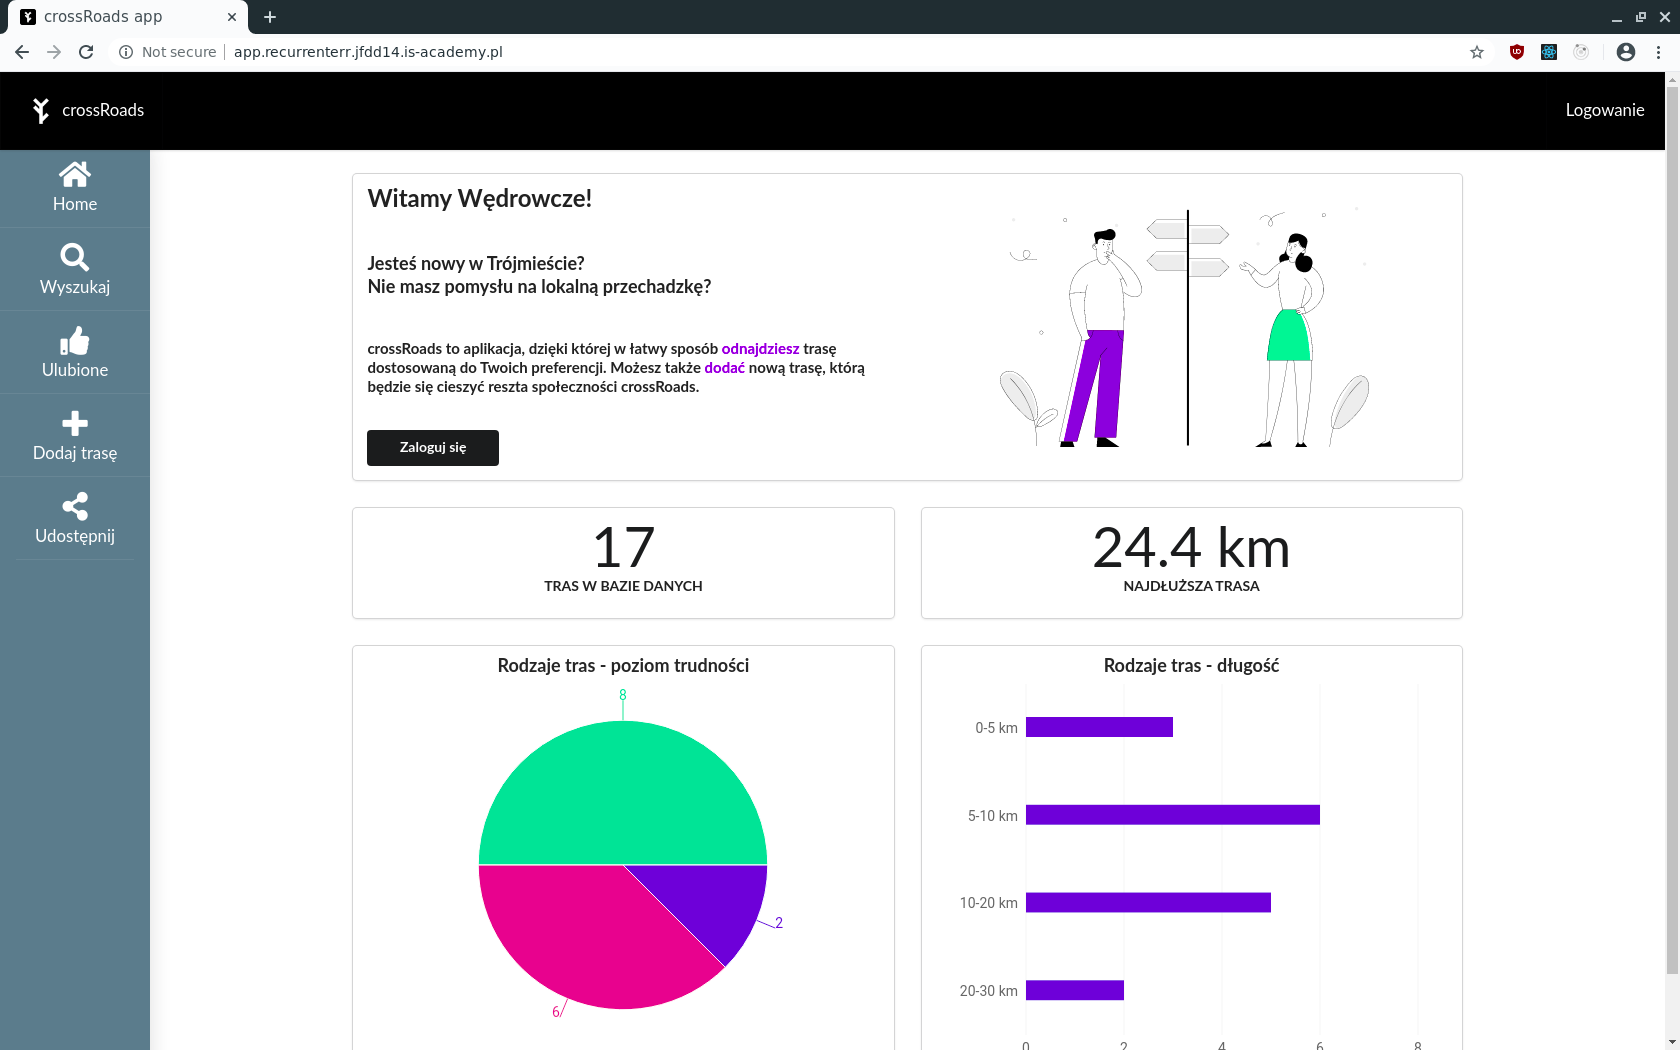 crossRoads app
Not secure
app.recurrenterr.jfdd14.is-academy.pl
crossRoads
Logowanie
Home
Wyszukaj
Ulubione
Dodaj trasę
Udostępnij
Witamy Wędrowcze!
Jesteś nowy w Trójmieście?
Nie masz pomysłu na lokalną przechadzkę?
crossRoads to aplikacja, dzięki której w łatwy sposób odnajdziesz trasę
dostosowaną do Twoich preferencji. Możesz także dodać nową trasę, którą
będzie się cieszyć reszta społeczności crossRoads.
Zaloguj się
17
TRAS W BAZIE DANYCH
24.4 km
NAJDŁUŻSZA TRASA
Rodzaje tras - poziom trudności
8
2
6
Rodzaje tras - długość
0-5 km
5-10 km
10-20 km
20-30 km
0 2 4 6 8